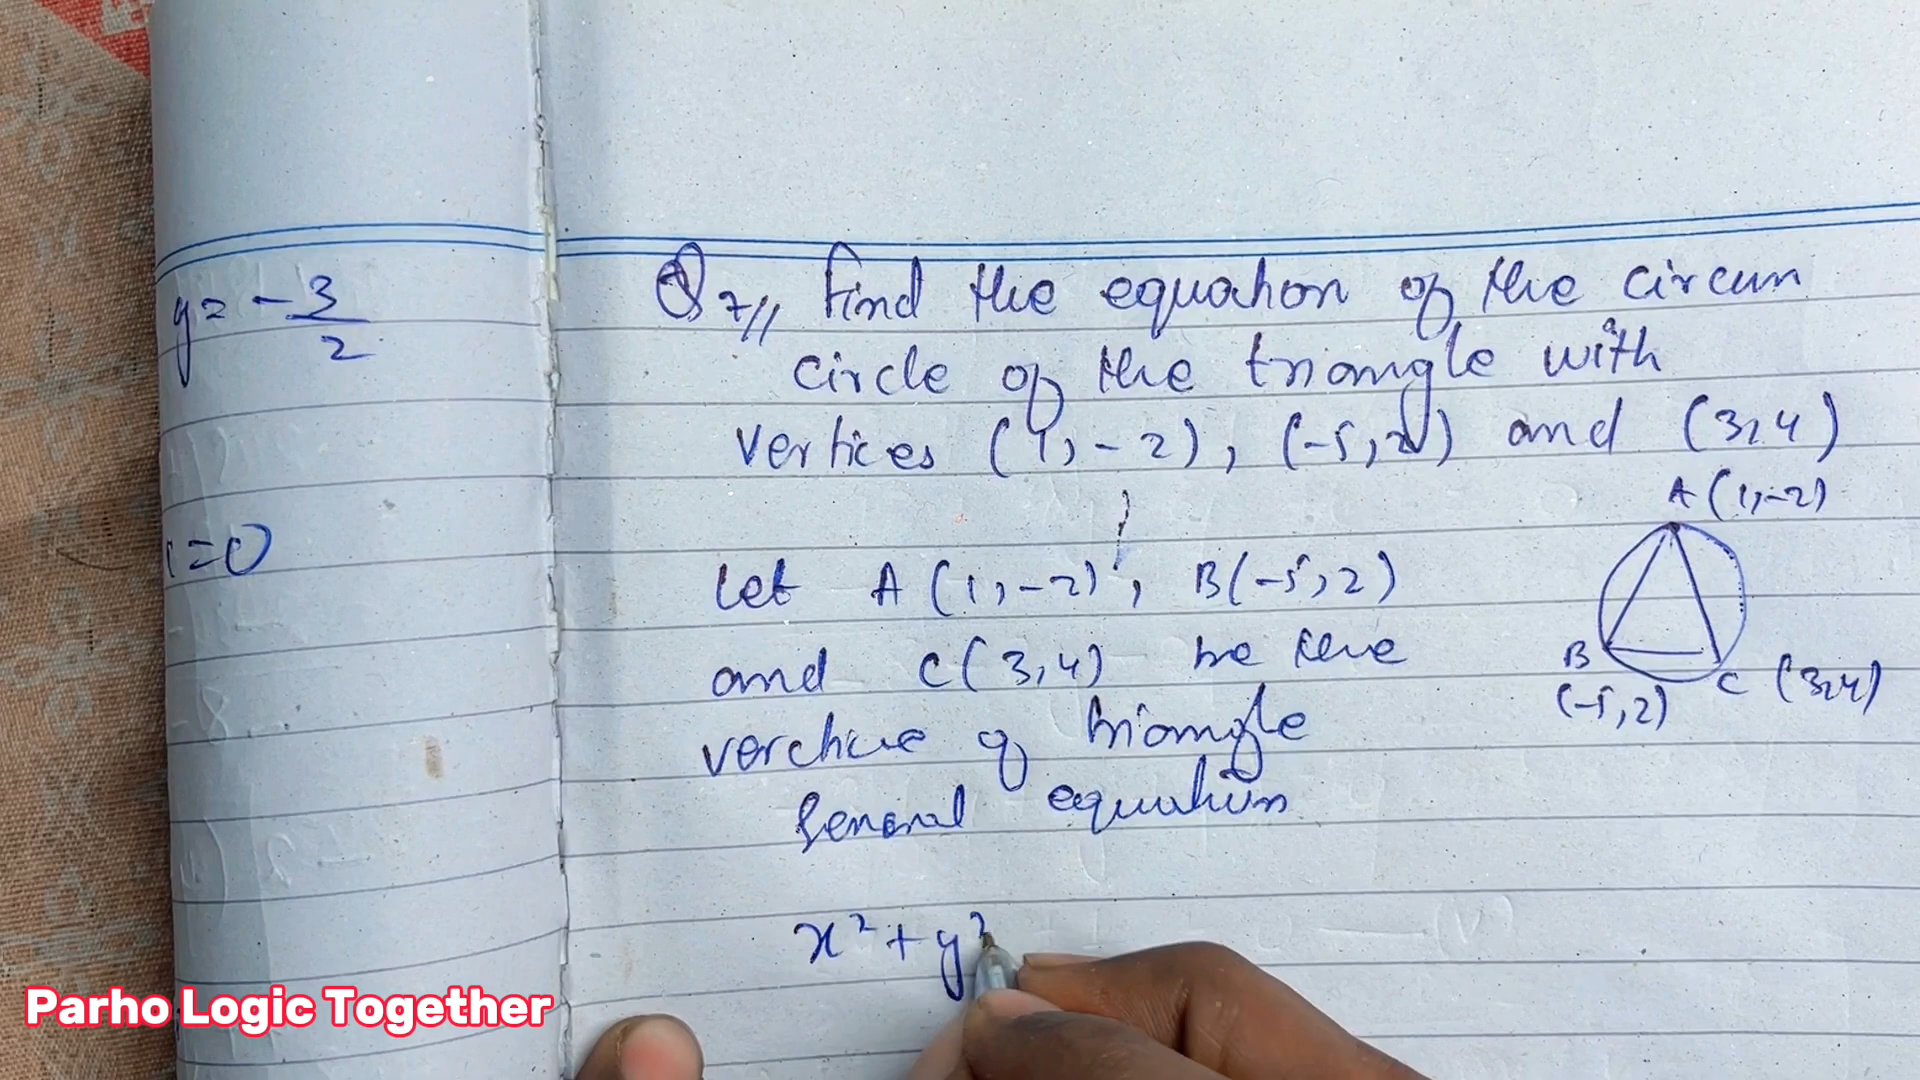 y = - 3/2
= 0
Q 7// Find the equation of the circum
circle of the triangle with
vertices (1, -2), (-5, 2) and (3, 4)
A (1, -2)
B
(-5, 2)
C (3, 4)
Let A (1, -2), B(-5, 2)
and C(3, 4) be the
of triangle
General equation
x² + y²
Parho Logic Together